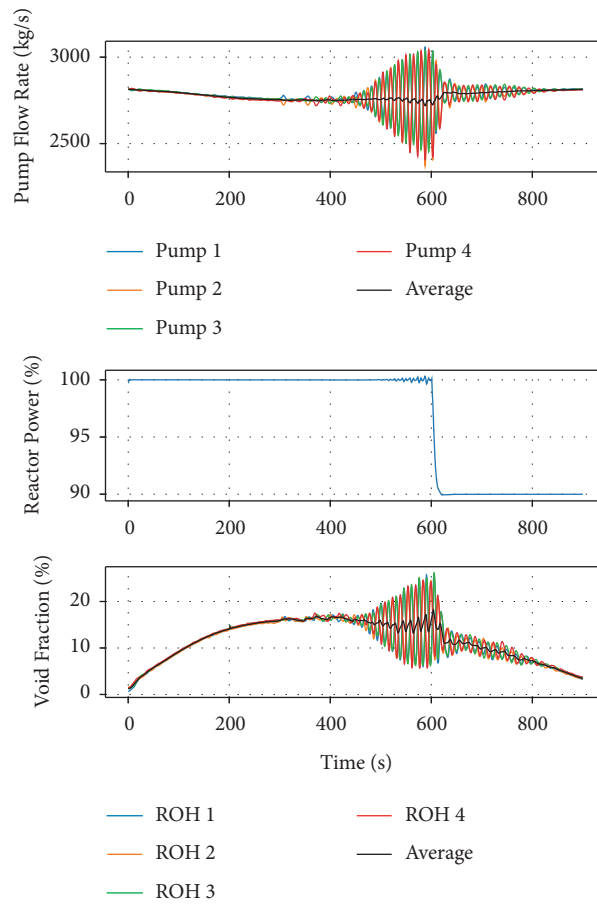 Pump Flow Rate (kg/s)
3000
2500
0 200 400 600 800
Pump 1 Pump 4
Pump 2 Average
Pump 3
Reactor Power (%)
100
95
90
0 200 400 600 800
Void Fraction (%)
20
10
0
0 200 400 600 800
Time (s)
ROH 1 ROH 4
ROH 2 Average
ROH 3